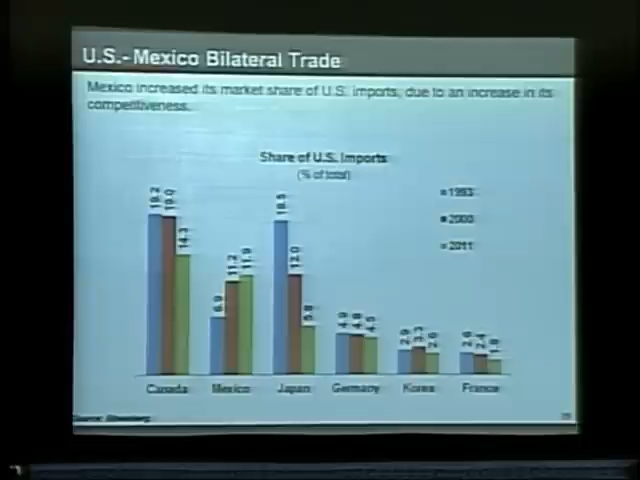 U.S.- Mexico Bilateral Trade
Mexico increased its market share of U.S. imports, due to an increase in its
competitiveness.
Share of U.S. Imports
(% of total)
1993
2000
2011
19.2 19.0 14.3
6.9 11.2 11.9
18.5 12.0 5.8
4.9 4.8 4.5
2.9 3.3 2.6
2.6 2.4 1.8
Canada Mexico Japan Germany Korea France
Source: Bloomberg